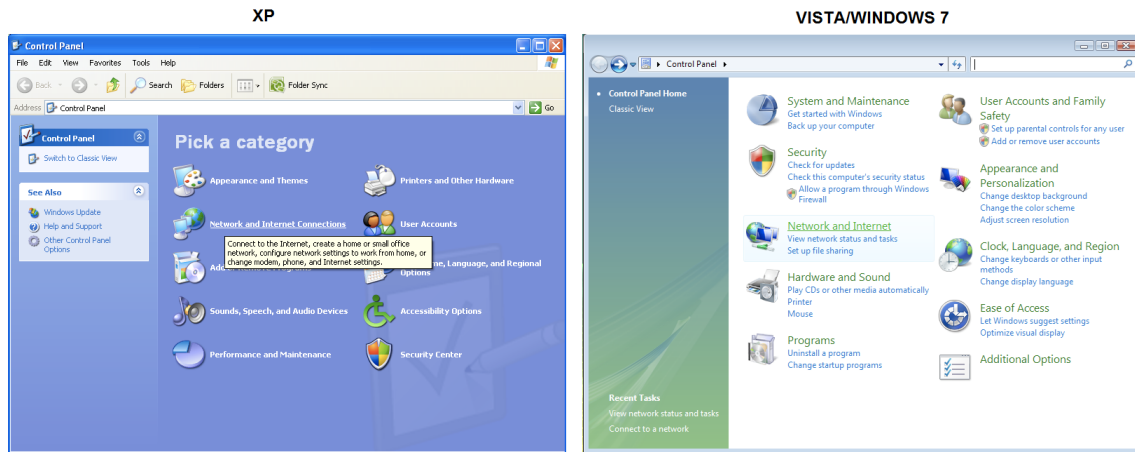 XP
Control Panel
File Edit View Favorites Tools Help
Back Search Folders Folder Sync
Address Control Panel Go
Control Panel
Switch to Classic View
See Also
Windows Update
Help and Support
Other Control Panel
Options
Pick a category
Appearance and Themes
Printers and Other Hardware
Network and Internet Connections
User Accounts
Connect to the Internet, create a home or small office
network, configure network settings to work from home, or
change modem, phone, and Internet settings.
Language, and Regional
Options
Sounds, Speech, and Audio Devices
Accessibility Options
Performance and Maintenance
Security Center
VISTA/WINDOWS 7
Control Panel
Control Panel Home
Classic View
System and Maintenance
Get started with Windows
Back up your computer
Security
Check for updates
Check this computer's security status
Allow a program through Windows
Firewall
Network and Internet
View network status and tasks
Set up file sharing
Hardware and Sound
Play CDs or other media automatically
Printer
Mouse
Programs
Uninstall a program
Change startup programs
User Accounts and Family
Safety
Set up parental controls for any user
Add or remove user accounts
Appearance and
Personalization
Change desktop background
Change the color scheme
Adjust screen resolution
Clock, Language, and Region
Change keyboards or other input
methods
Change display language
Ease of Access
Let Windows suggest settings
Optimize visual display
Additional Options
Recent Tasks
View network status and tasks
Connect to a network